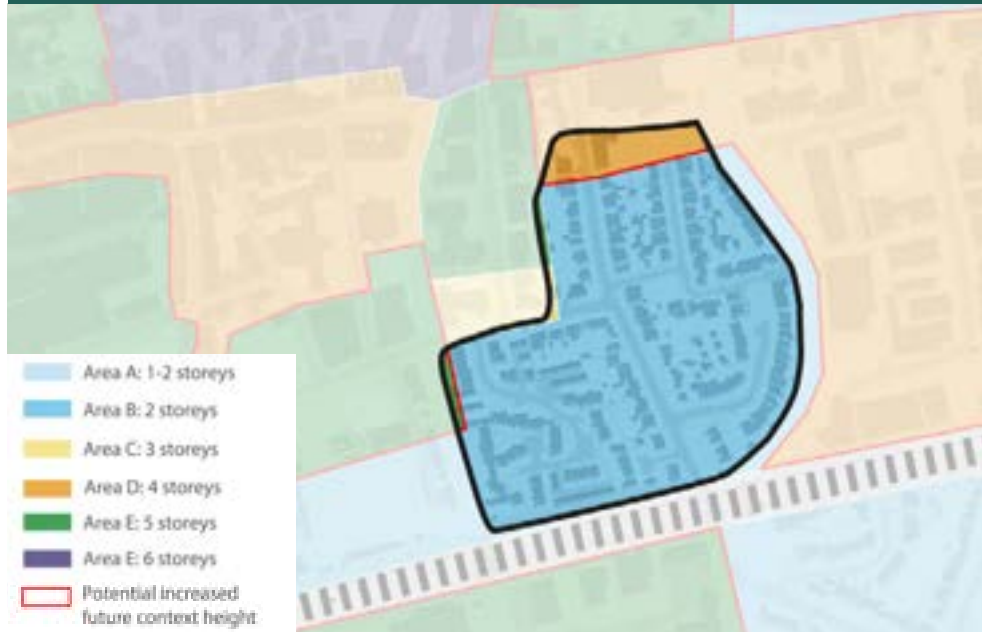 Area A: 1-2 storeys
Area B: 2 storeys
Area C: 3 storeys
Area D: 4 storeys
Area E: 5 storeys
Area E: 6 storeys
Potential increased
future context height